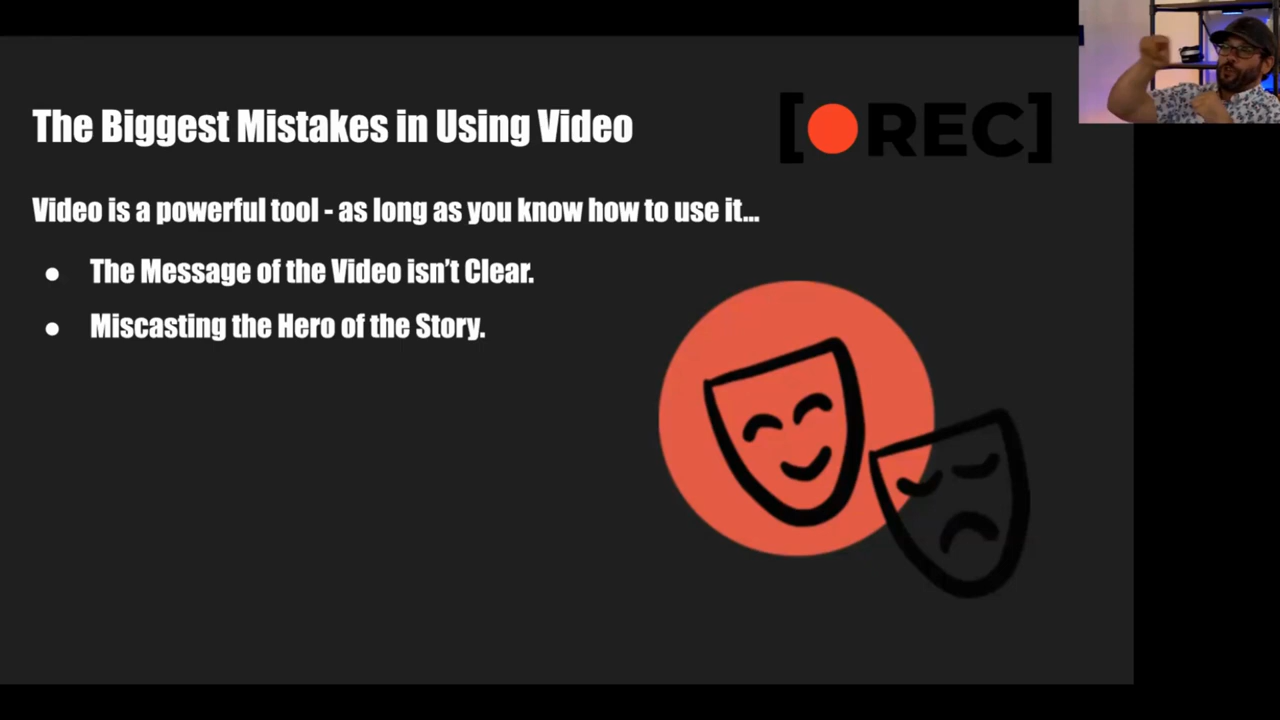 The Biggest Mistakes in Using Video
[REC]
Video is a powerful tool - as long as you know how to use it...
● The Message of the Video isn’t Clear.
● Miscasting the Hero of the Story.